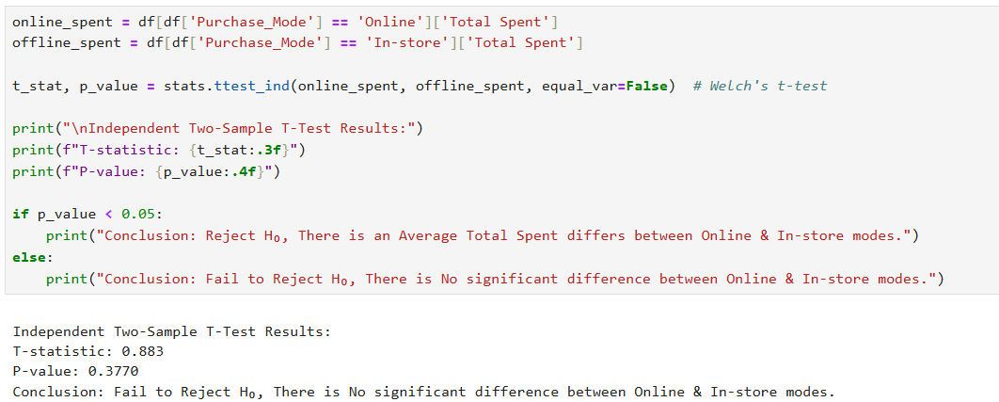 online_spent = df[df['Purchase_Mode'] == 'Online']['Total Spent']
offline_spent = df[df['Purchase_Mode'] == 'In-store']['Total Spent']
t_stat, p_value = stats.ttest_ind(online_spent, offline_spent, equal_var=False)  # Welch's t-test
print("\nIndependent Two-Sample T-Test Results:")
print(f"T-statistic: {t_stat:.3f}")
print(f"P-value: {p_value:.4f}")
if p_value < 0.05:
    print("Conclusion: Reject H₀, There is an Average Total Spent differs between Online & In-store modes.")
else:
    print("Conclusion: Fail to Reject H₀, There is No significant difference between Online & In-store modes.")
Independent Two-Sample T-Test Results:
T-statistic: 0.883
P-value: 0.3770
Conclusion: Fail to Reject H₀, There is No significant difference between Online & In-store modes.